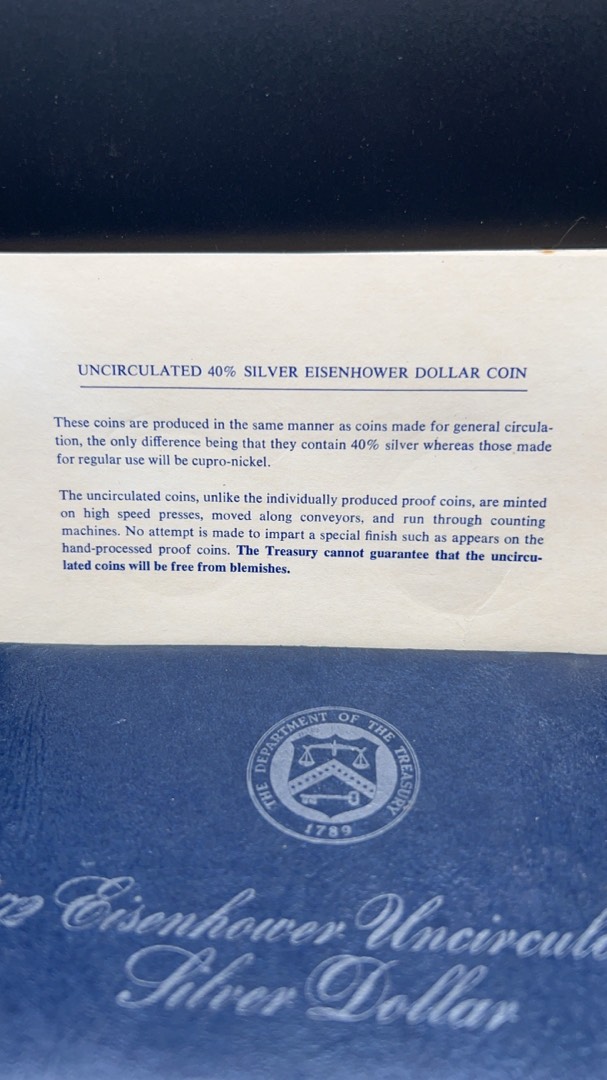 UNCIRCULATED 40% SILVER EISENHOWER DOLLAR COIN
These coins are produced in the same manner as coins made for general circula-
tion, the only difference being that they contain 40% silver whereas those made
for regular use will be cupro-nickel.
The uncirculated coins, unlike the individually produced proof coins, are minted
on high speed presses, moved along conveyors, and run through counting
machines. No attempt is made to impart a special finish such as appears on the
hand-processed proof coins. The Treasury cannot guarantee that the uncircu-
lated coins will be free from blemishes.
THE DEPARTMENT OF THE TREASURY
1789
Eisenhower Uncircula
Silver Dollar